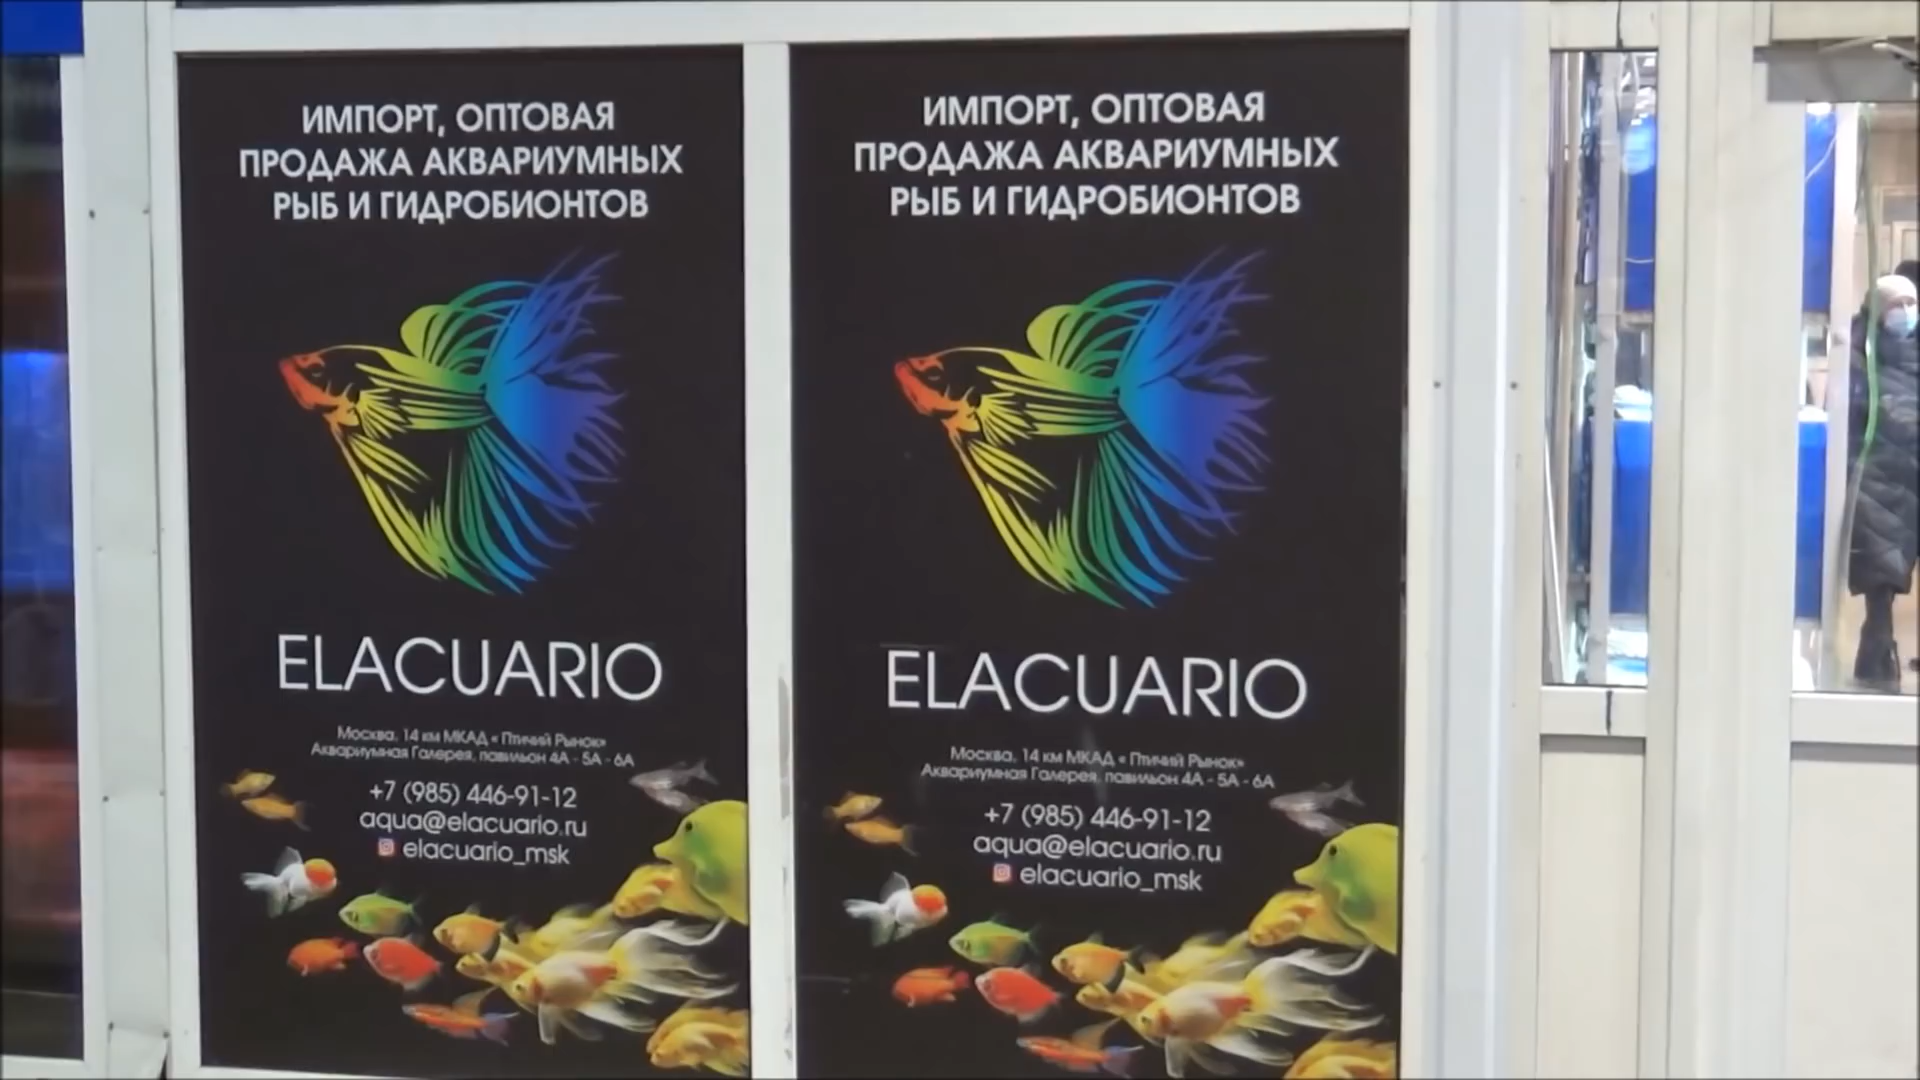 ИМПОРТ, ОПТОВАЯ
ПРОДАЖА АКВАРИУМНЫХ
РЫБ И ГИДРОБИОНТОВ
ELACUARIO
Москва. 14 км МКАД « Птичий Рынок»
Аквариумная Галерея, павильон 4А - 5А - 6А
+7 (985) 446-91-12
aqua@elacuario.ru
elacuario_msk
ИМПОРТ, ОПТОВАЯ
ПРОДАЖА АКВАРИУМНЫХ
РЫБ И ГИДРОБИОНТОВ
ELACUARIO
Москва. 14 км МКАД « Птичий Рынок»
Аквариумная Галерея, павильон 4А - 5А - 6А
+7 (985) 446-91-12
aqua@elacuario.ru
elacuario_msk